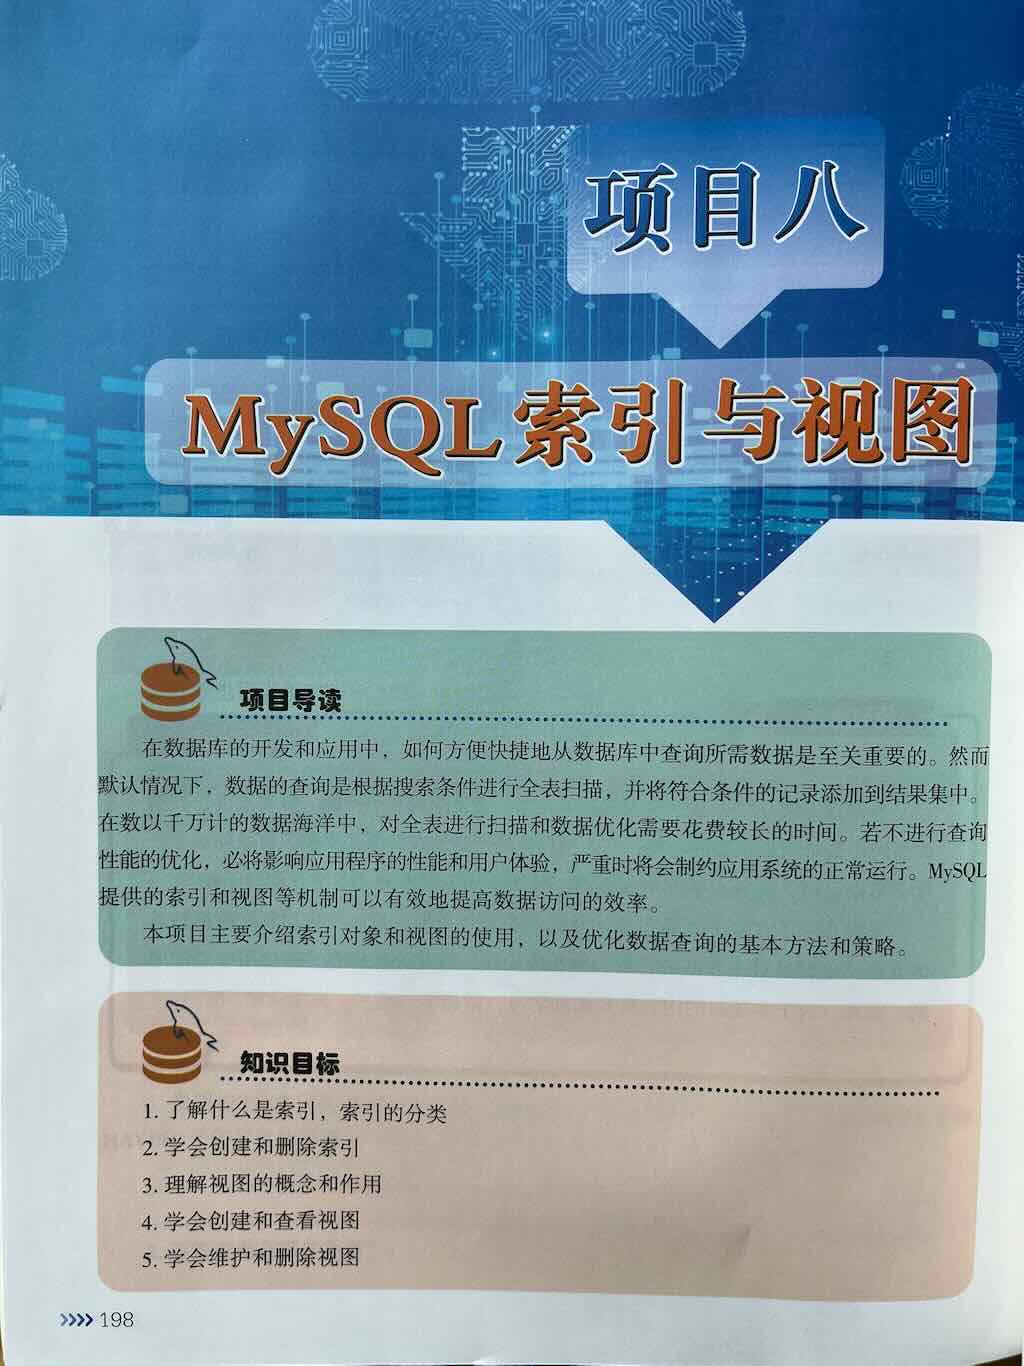 项目八
MySQL索引与视图
项目导读
在数据库的开发和应用中，如何方便快捷地从数据库中查询所需数据是至关重要的。然而
默认情况下，数据的查询是根据搜索条件进行全表扫描，并将符合条件的记录添加到结果集中。
在数以千万计的数据海洋中，对全表进行扫描和数据优化需要花费较长的时间。若不进行查询
性能的优化，必将影响应用程序的性能和用户体验，严重时将会制约应用系统的正常运行。MySQL
提供的索引和视图等机制可以有效地提高数据访问的效率。
本项目主要介绍索引对象和视图的使用，以及优化数据查询的基本方法和策略。
知识目标
1. 了解什么是索引，索引的分类
2. 学会创建和删除索引
3. 理解视图的概念和作用
4. 学会创建和查看视图
5. 学会维护和删除视图
198